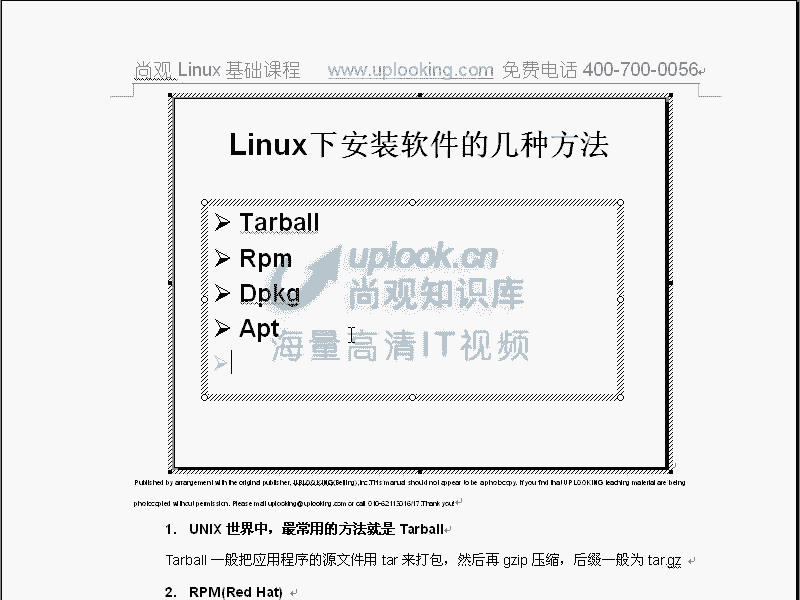 尚观 Linux 基础课程 www.uplooking.com 免费电话 400-700-0056
Linux下安装软件的几种方法
Tarball
Rpm
Dpkg
Apt
uplook.cn
尚观知识库
海量高清IT视频
Published by arrangement with the original publisher, UPLOOKING(Beijing),Inc.This manual should not appear to be a photocopy. If you find that UPLOOKING teaching material are being
photocopied without permission. Please mail uplooking@uplooking.com or call 010-62113016/17.Thank you!
1. UNIX 世界中，最常用的方法就是 Tarball
Tarball 一般把应用程序的源文件用 tar 来打包，然后再 gzip 压缩，后缀一般为 tar.gz
2. RPM(Red Hat)